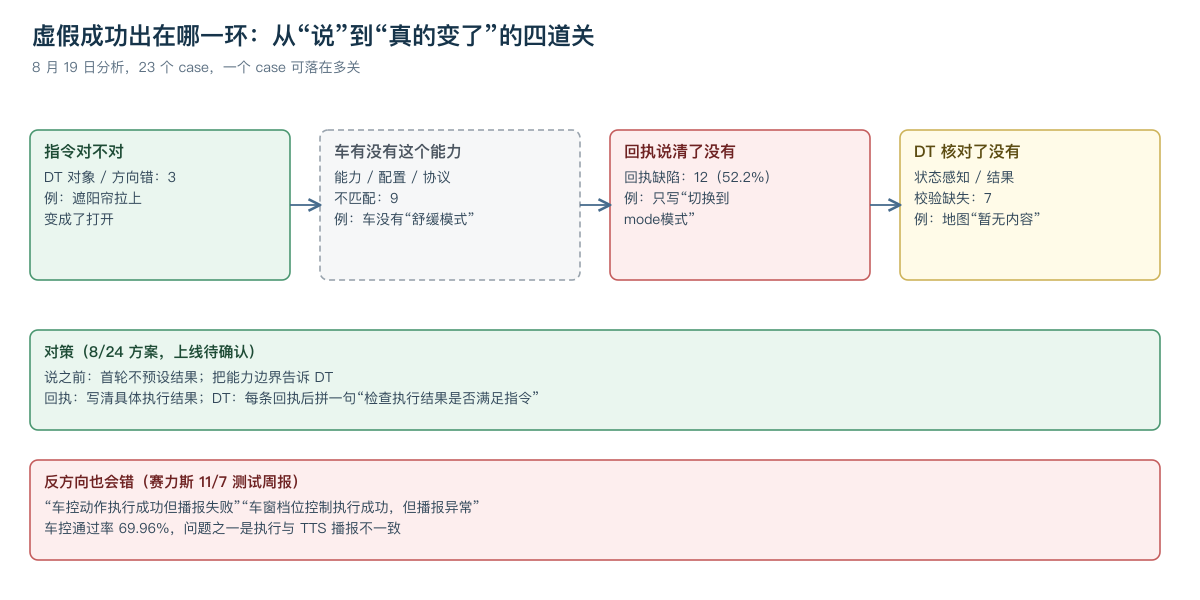 虚假成功出在哪一环：从“说”到“真的变了”的四道关
8 月 19 日分析，23 个 case，一个 case 可落在多关
指令对不对
DT 对象 / 方向错：3
例：遮阳帘拉上
变成了打开
车有没有这个能力
能力 / 配置 / 协议
不匹配：9
例：车没有“舒缓模式”
回执说清了没有
回执缺陷：12（52.2%）
例：只写“切换到
mode模式”
DT 核对了没有
状态感知 / 结果
校验缺失：7
例：地图“暂无内容”
对策（8/24 方案，上线待确认）
说之前：首轮不预设结果；把能力边界告诉 DT
回执：写清具体执行结果；DT：每条回执后拼一句“检查执行结果是否满足指令”
反方向也会错（赛力斯 11/7 测试周报）
“车控动作执行成功但播报失败”“车窗档位控制执行成功，但播报异常”
车控通过率 69.96%，问题之一是执行与 TTS 播报不一致